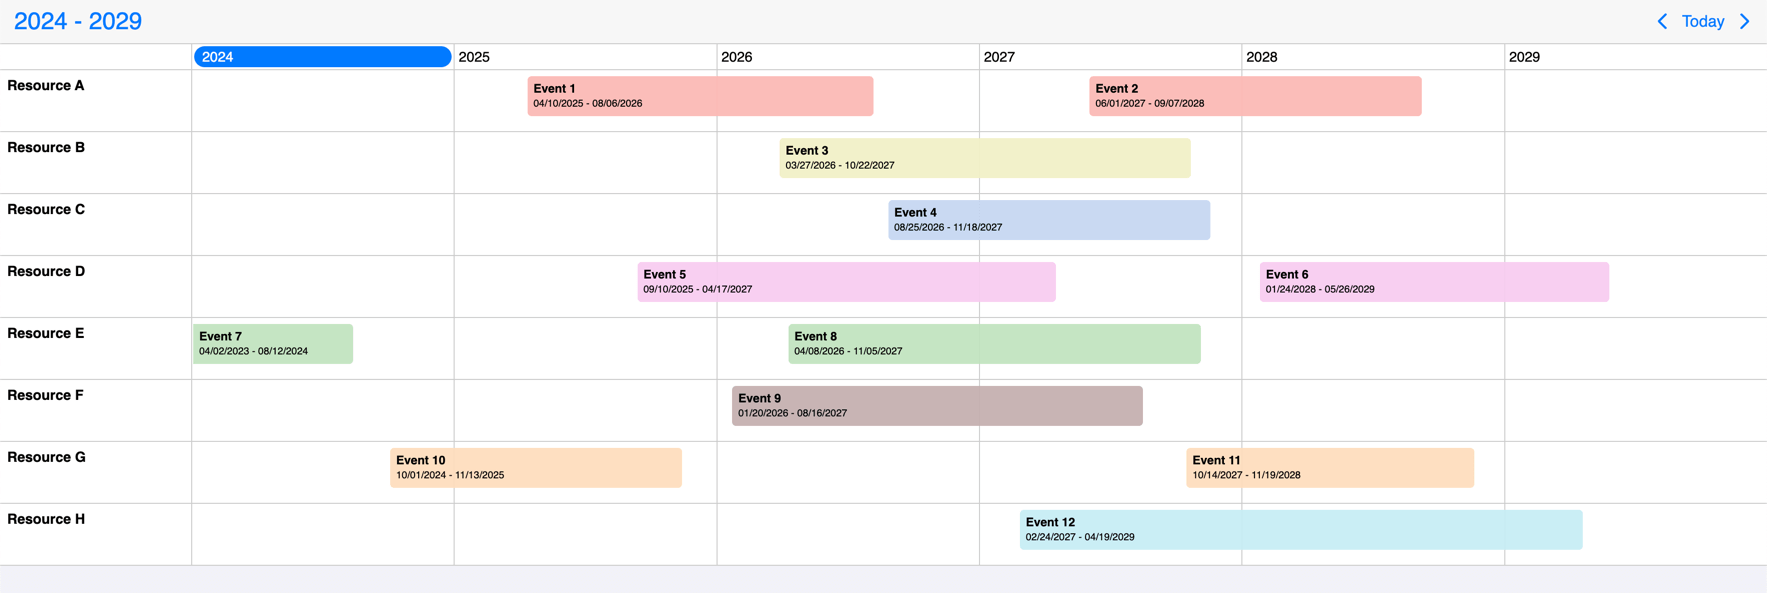 2024 - 2029
Today
2024
2025
2026
2027
2028
2029
Resource A
Event 1
04/10/2025 - 08/06/2026
Event 2
06/01/2027 - 09/07/2028
Resource B
Event 3
03/27/2026 - 10/22/2027
Resource C
Event 4
08/25/2026 - 11/18/2027
Resource D
Event 5
09/10/2025 - 04/17/2027
Event 6
01/24/2028 - 05/26/2029
Resource E
Event 7
04/02/2023 - 08/12/2024
Event 8
04/08/2026 - 11/05/2027
Resource F
Event 9
01/20/2026 - 08/16/2027
Resource G
Event 10
10/01/2024 - 11/13/2025
Event 11
10/14/2027 - 11/19/2028
Resource H
Event 12
02/24/2027 - 04/19/2029